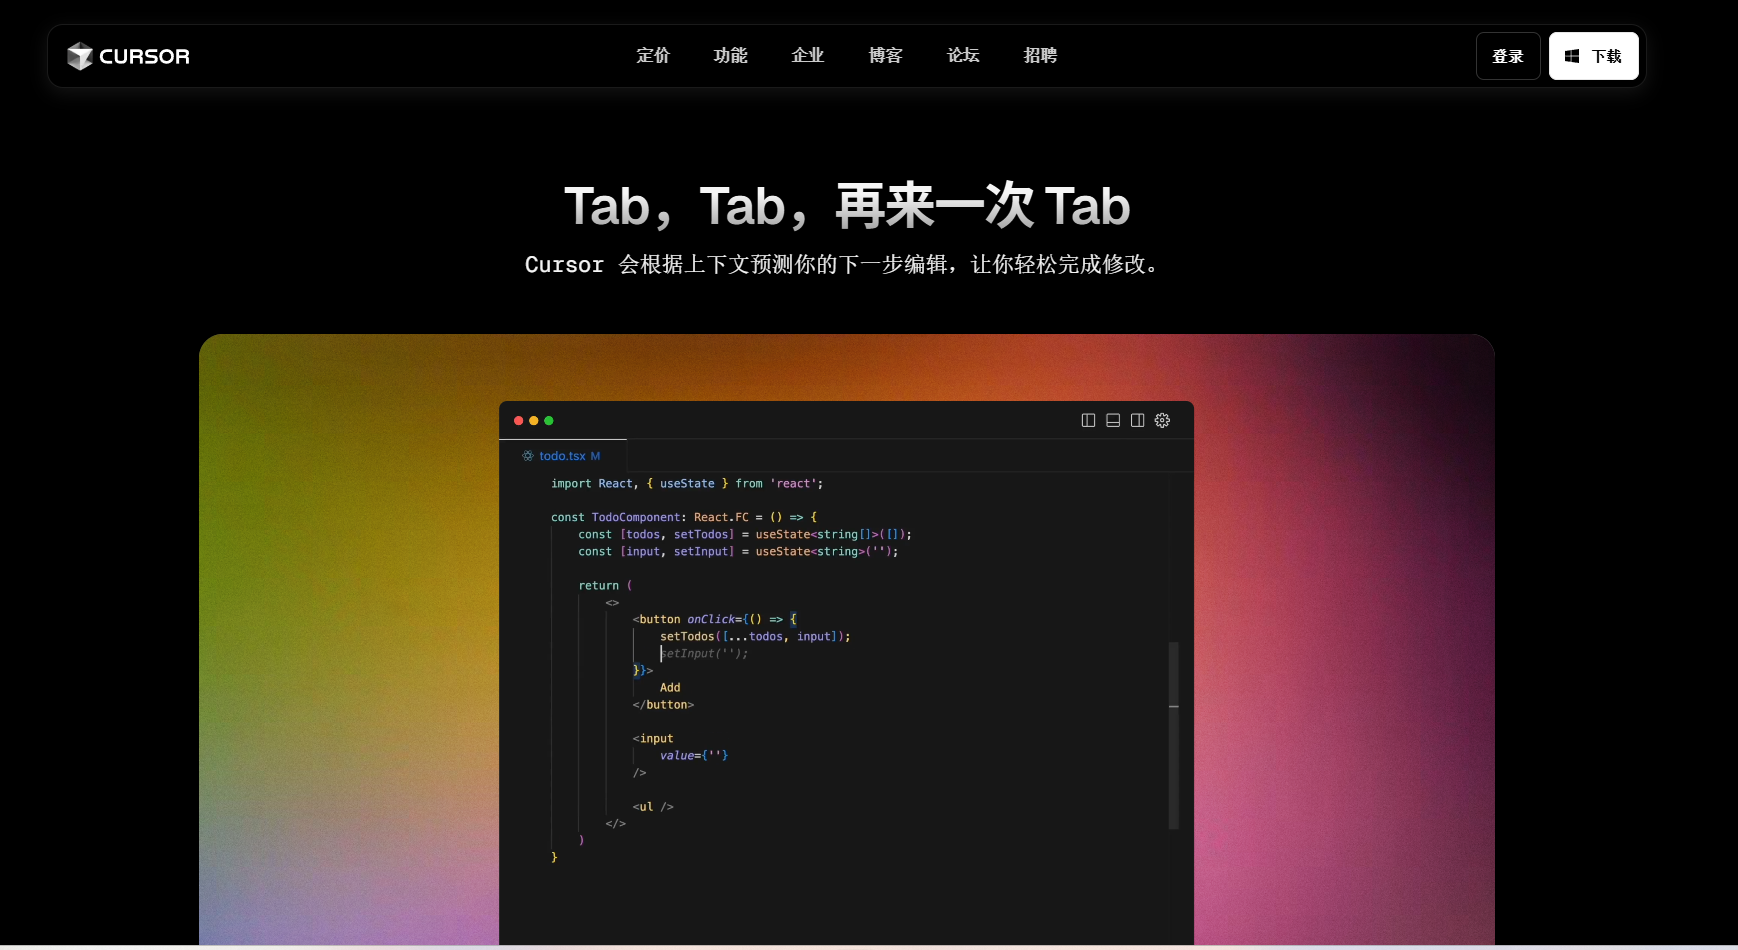 CURSOR
定价 功能 企业 博客 论坛 招聘
登录 下载
Tab，Tab，再来一次 Tab
Cursor 会根据上下文预测你的下一步编辑，让你轻松完成修改。
todo.tsx M
import React, { useState } from 'react';
const TodoComponent: React.FC = () => {
const [todos, setTodos] = useState<string[]>([]);
const [input, setInput] = useState<string>('');
return (
<>
<button onClick={() => {
setTodos([...todos, input]);
setInput('');
}}>
Add
</button>
<input
value={''}
/>
<ul />
</>
)
}